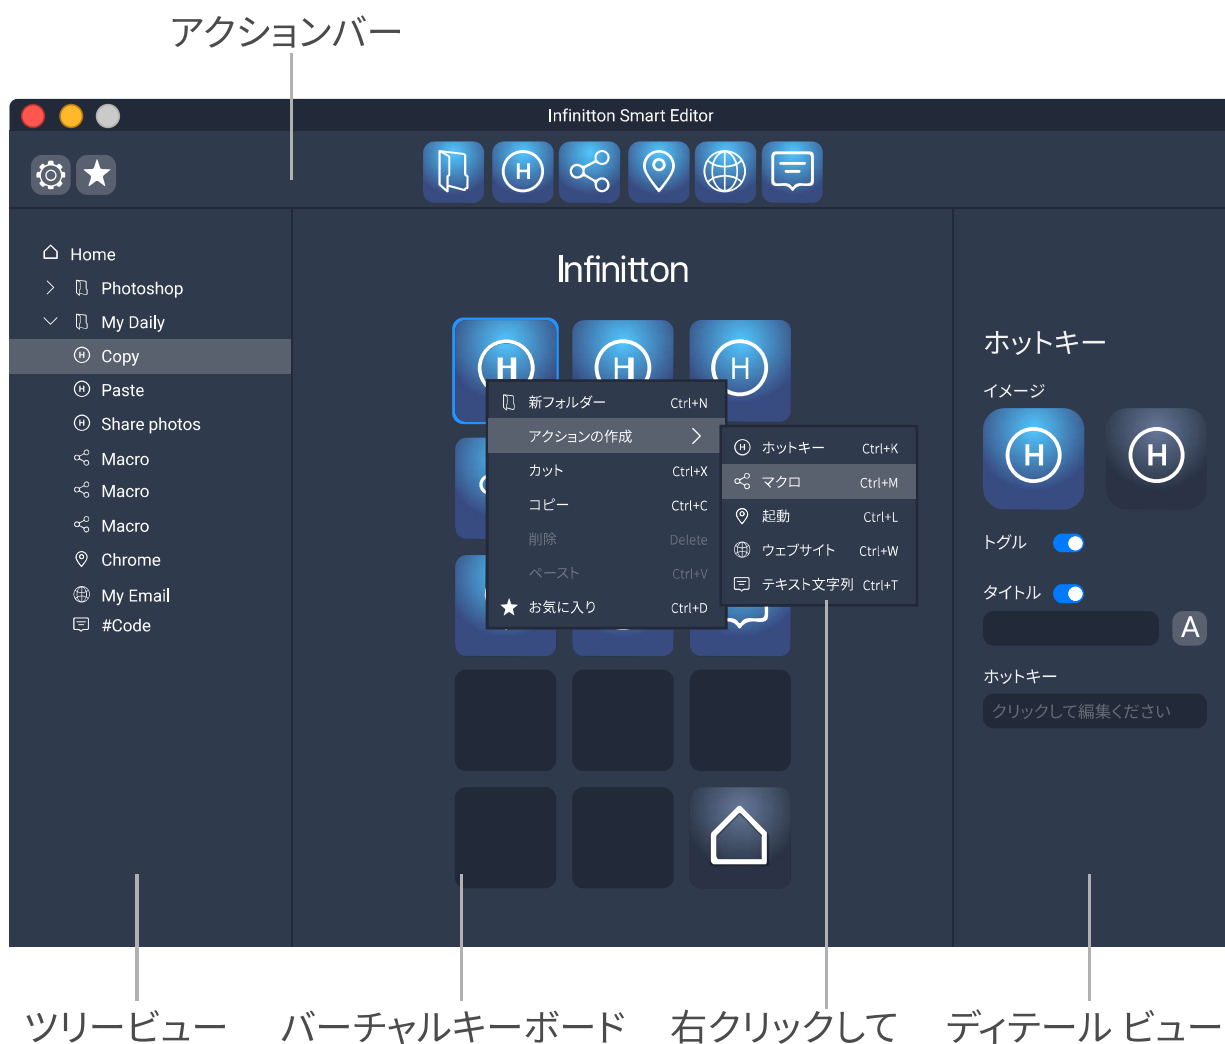 アクションバー
Infinitton Smart Editor
H
Home
Photoshop
My Daily
Copy
Paste
Share photos
Macro
Macro
Macro
Chrome
My Email
#Code
Infinitton
H H H
新フォルダー Ctrl+N
アクションの作成
カット Ctrl+X
コピー Ctrl+C
削除 Delete
ペースト Ctrl+V
お気に入り Ctrl+D
ホットキー Ctrl+K
マクロ Ctrl+M
起動 Ctrl+L
ウェブサイト Ctrl+W
テキスト文字列 Ctrl+T
ホットキー
イメージ
H H
トグル
タイトル
A
ホットキー
クリックして編集ください
ツリービュー
バーチャルキーボード
右クリックして
ディテール ビュー